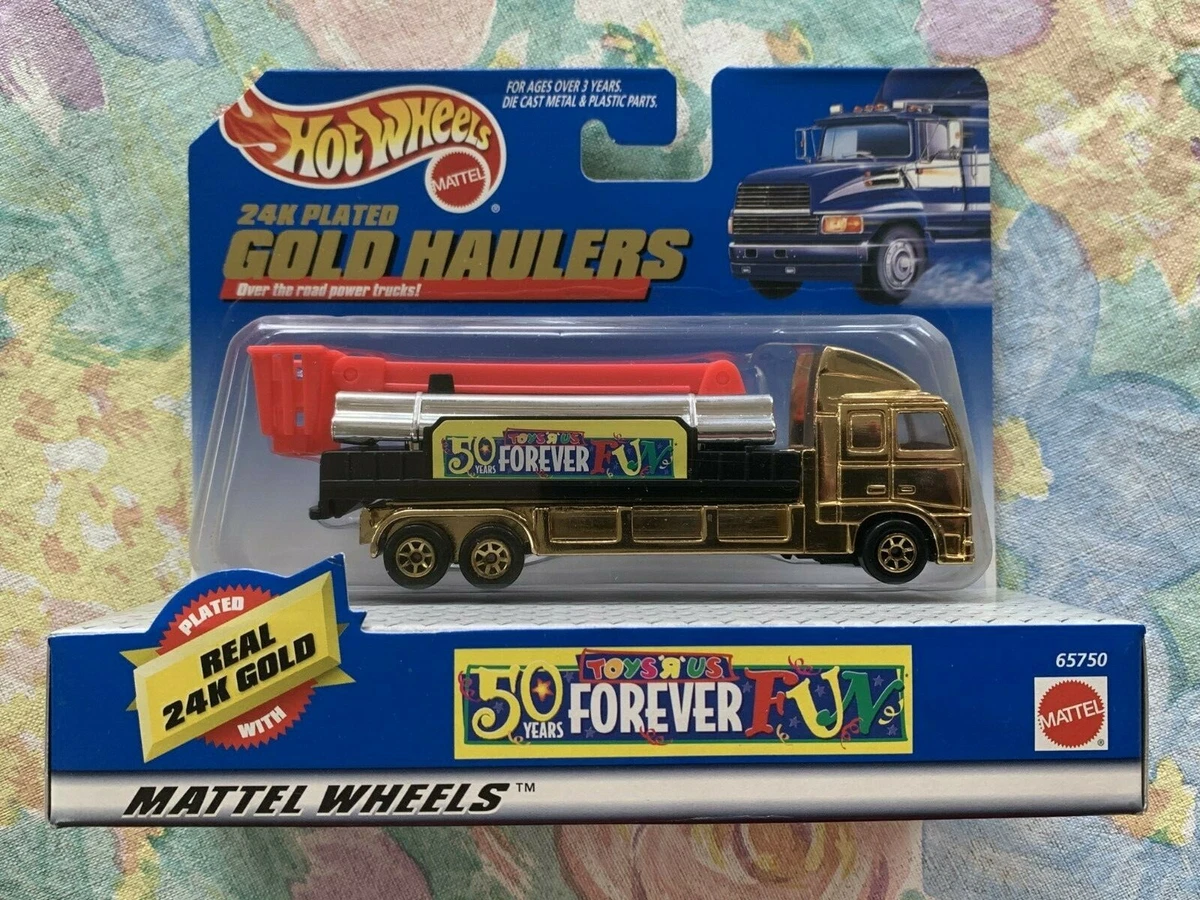 FOR AGES OVER 3 YEARS.
DIE CAST METAL & PLASTIC PARTS.
HOT WHEELS
MATTEL
®
24K PLATED
GOLD HAULERS
Over the road power trucks!
50 YEARS TOYS "R" US FOREVER FUN
PLATED
REAL
24K GOLD
WITH
50 YEARS TOYS "R" US FOREVER FUN
65750
MATTEL
®
MATTEL WHEELS™